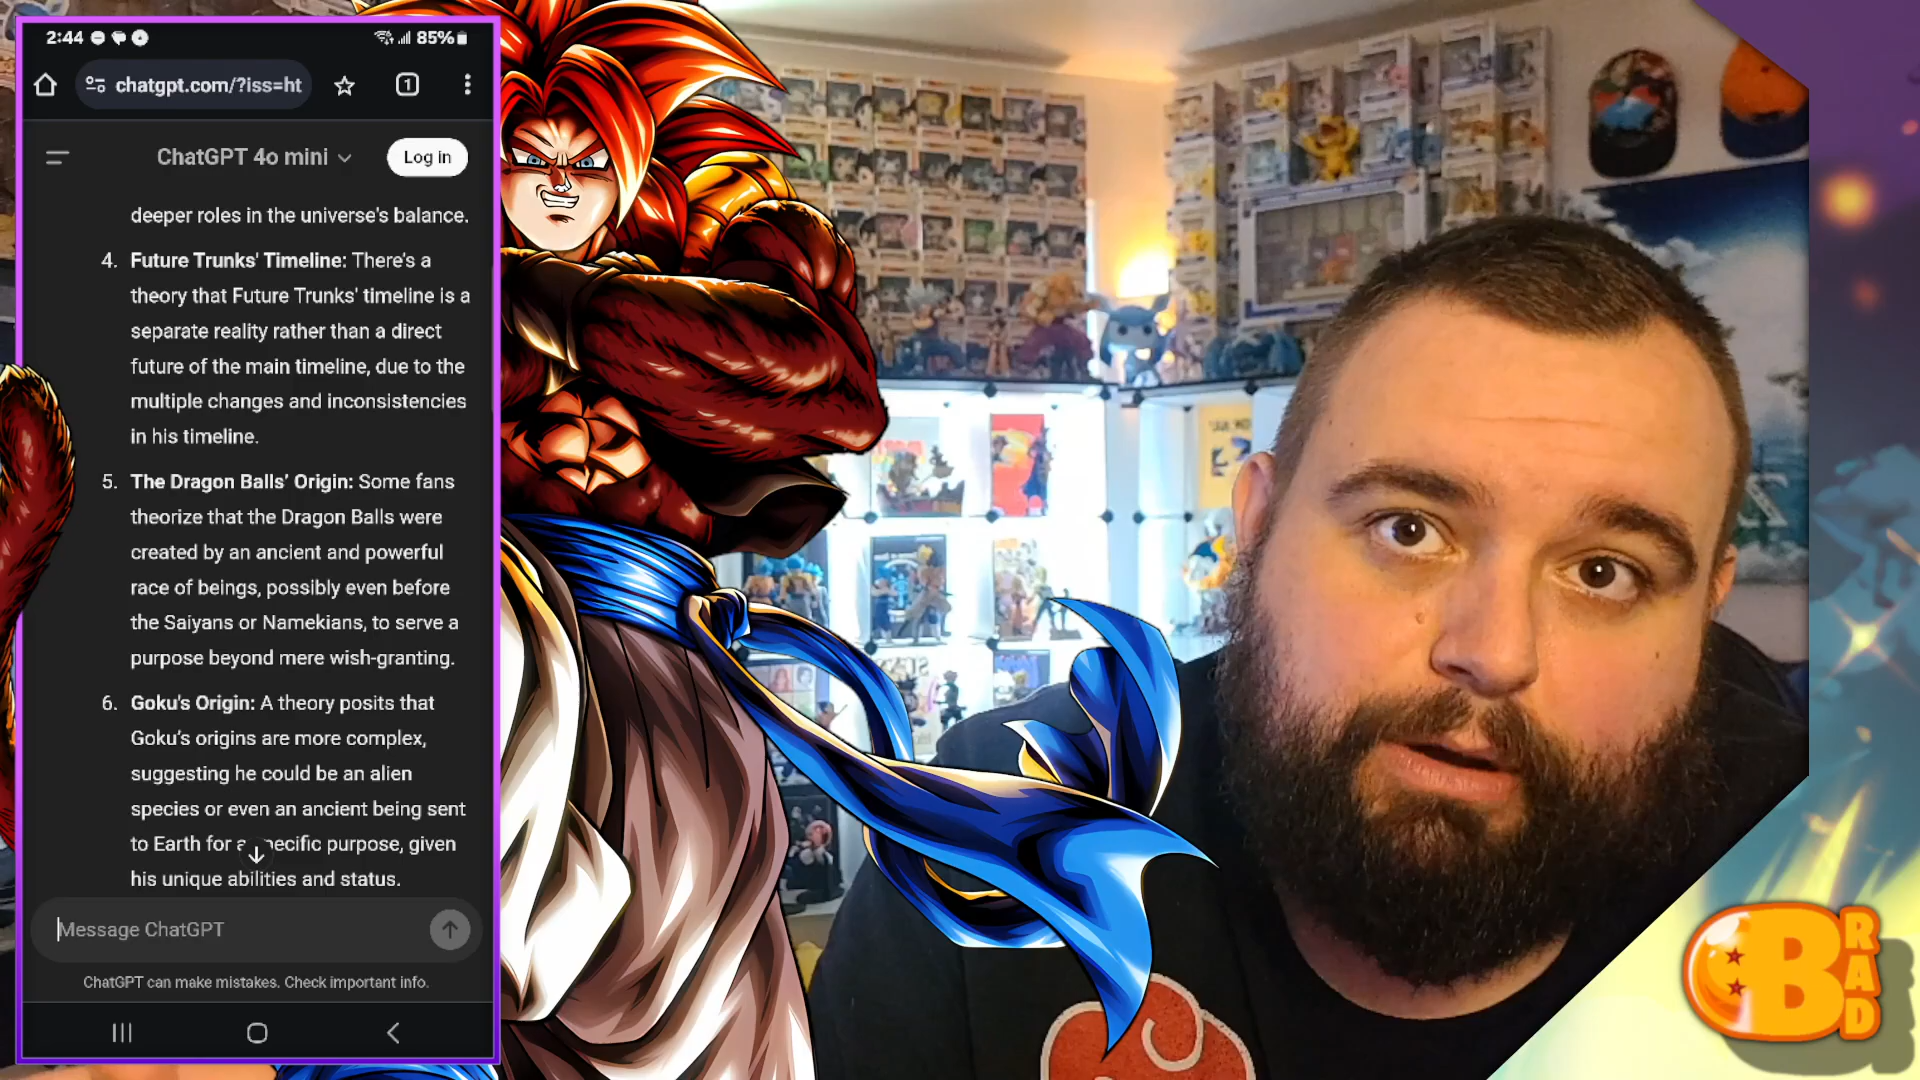 2:44
85%
chatgpt.com/?iss=ht
1
ChatGPT 4o mini
Log in
deeper roles in the universe's balance.
4. Future Trunks' Timeline: There's a
theory that Future Trunks' timeline is a
separate reality rather than a direct
future of the main timeline, due to the
multiple changes and inconsistencies
in his timeline.
5. The Dragon Balls’ Origin: Some fans
theorize that the Dragon Balls were
created by an ancient and powerful
race of beings, possibly even before
the Saiyans or Namekians, to serve a
purpose beyond mere wish-granting.
6. Goku's Origin: A theory posits that
Goku's origins are more complex,
suggesting he could be an alien
species or even an ancient being sent
to Earth for a specific purpose, given
his unique abilities and status.
Message ChatGPT
ChatGPT can make mistakes. Check important info.
BRAD